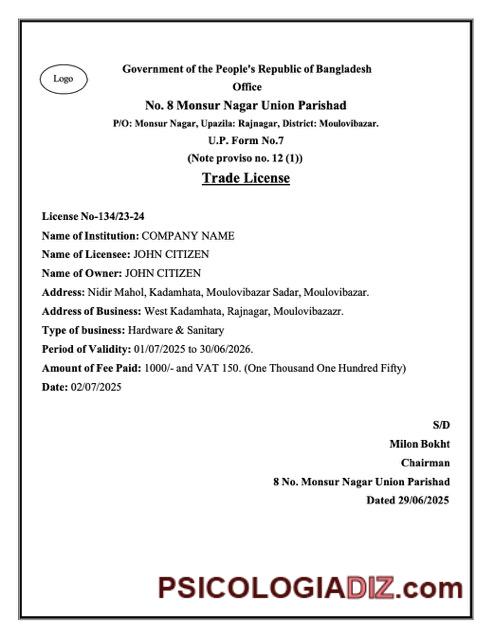 Logo
Government of the People's Republic of Bangladesh
Office
No. 8 Monsur Nagar Union Parishad
P/O: Monsur Nagar, Upazila: Rajnagar, District: Moulovibazar.
U.P. Form No.7
(Note proviso no. 12 (1))
Trade License
License No-134/23-24
Name of Institution: COMPANY NAME
Name of Licensee: JOHN CITIZEN
Name of Owner: JOHN CITIZEN
Address: Nidir Mahol, Kadamhata, Moulovibazar Sadar, Moulovibazar.
Address of Business: West Kadamhata, Rajnagar, Moulovibazazr.
Type of business: Hardware & Sanitary
Period of Validity: 01/07/2025 to 30/06/2026.
Amount of Fee Paid: 1000/- and VAT 150. (One Thousand One Hundred Fifty)
Date: 02/07/2025
S/D
Milon Bokht
Chairman
8 No. Monsur Nagar Union Parishad
Dated 29/06/2025
PSICOLOGIADIZ.com